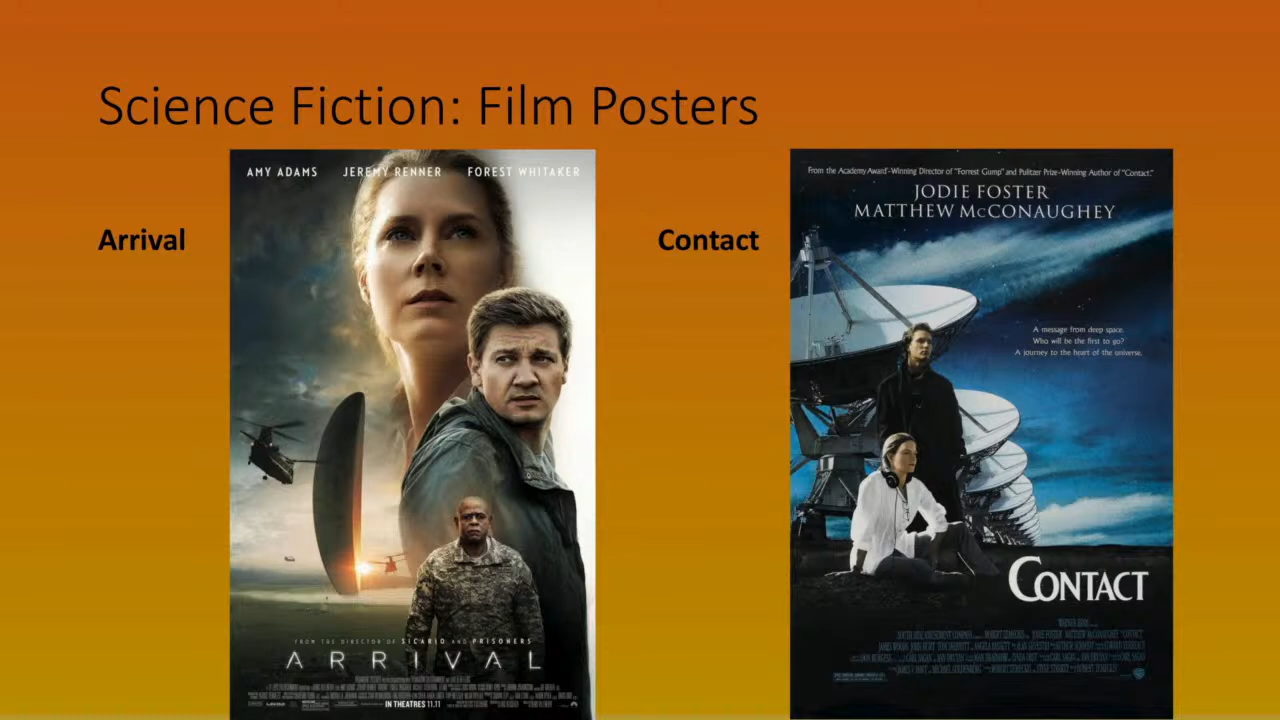 Science Fiction: Film Posters
Arrival
AMY ADAMS JEREMY RENNER FOREST WHITAKER
FROM THE DIRECTOR OF SICARIO AND PRISONERS
ARRIVAL
IN THEATRES 11.11
Contact
From the Academy Award®-Winning Director of "Forrest Gump" and Pulitzer Prize-Winning Author of "Contact."
JODIE FOSTER
MATTHEW McCONAUGHEY
A message from deep space.
Who will be the first to go?
A journey to the heart of the universe.
CONTACT